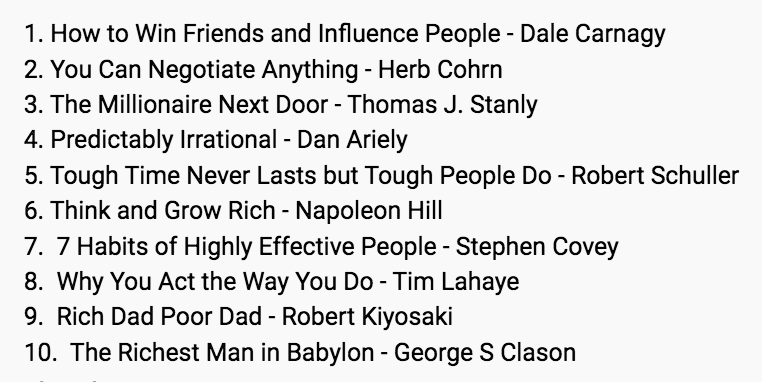 1. How to Win Friends and Influence People - Dale Carnagy
2. You Can Negotiate Anything - Herb Cohrn
3. The Millionaire Next Door - Thomas J. Stanly
4. Predictably Irrational - Dan Ariely
5. Tough Time Never Lasts but Tough People Do - Robert Schuller
6. Think and Grow Rich - Napoleon Hill
7.  7 Habits of Highly Effective People - Stephen Covey
8.  Why You Act the Way You Do - Tim Lahaye
9.  Rich Dad Poor Dad - Robert Kiyosaki
10.  The Richest Man in Babylon - George S Clason